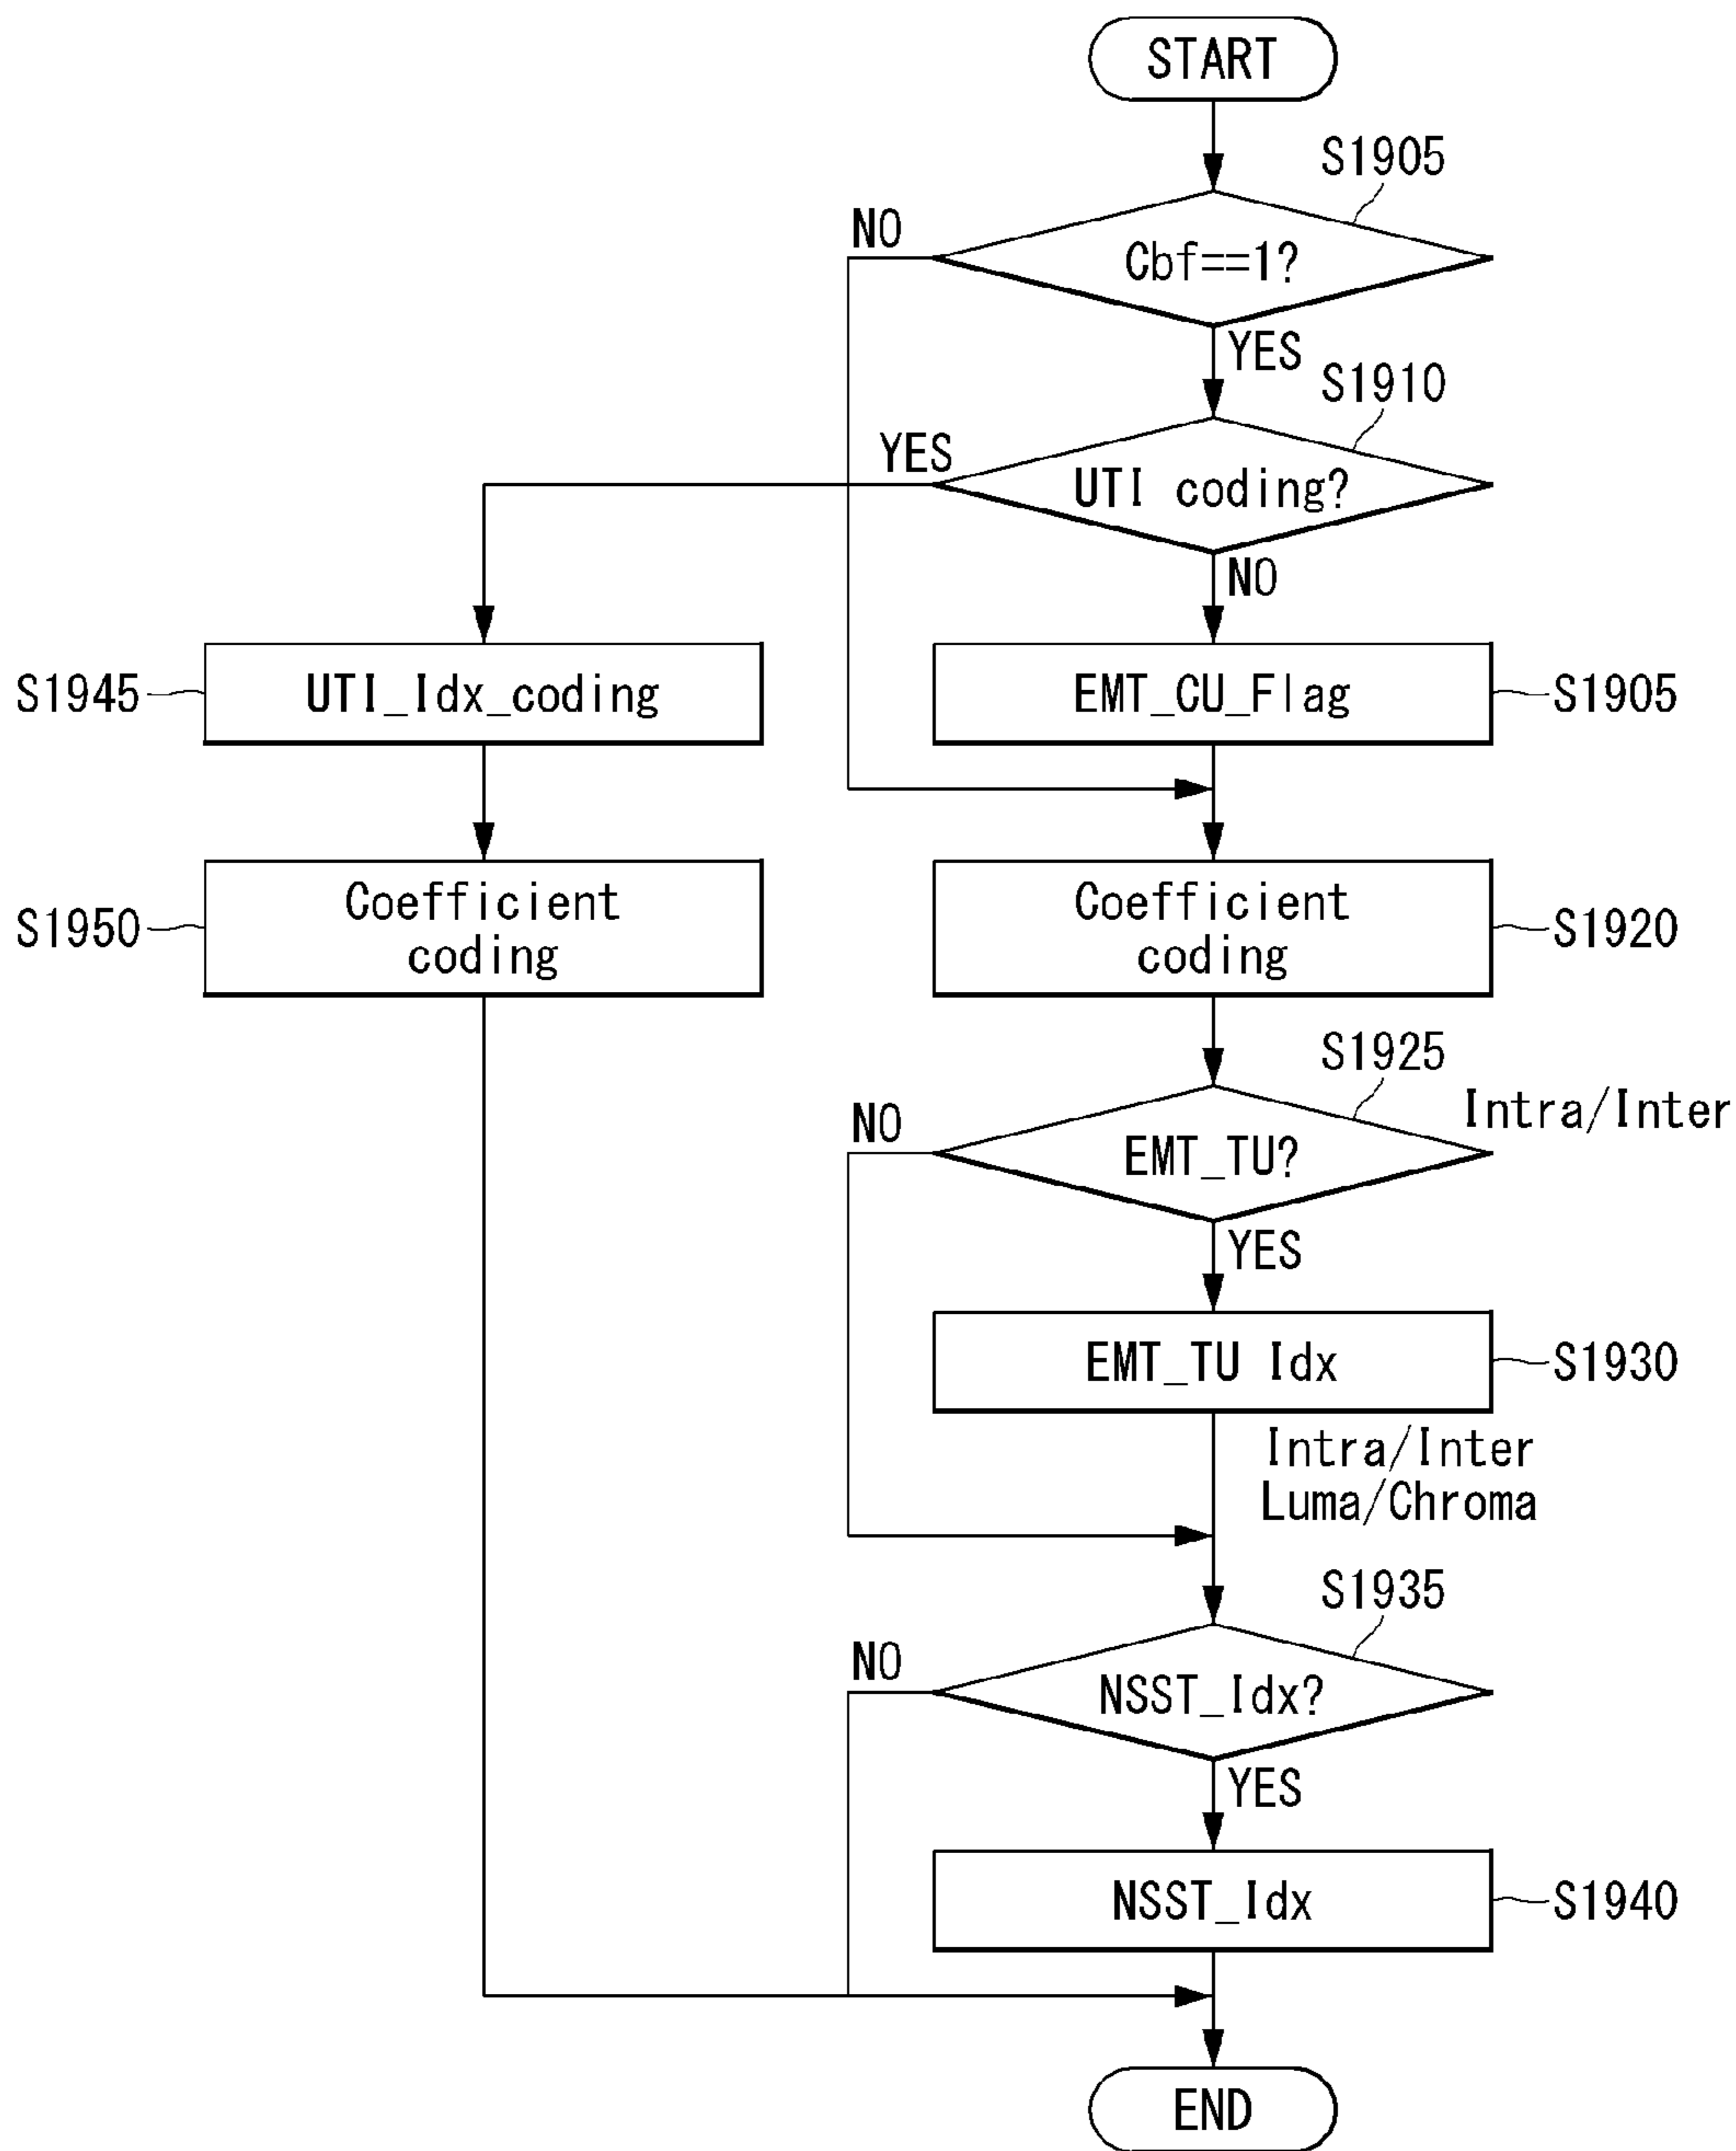 START
S1905
NO
Cbf==1?
YES
S1910
YES
UTI coding?
NO
S1945
UTI_Idx_coding
EMT_CU_Flag
S1905
S1950
Coefficient
coding
Coefficient
coding
S1920
S1925
Intra/Inter
NO
EMT_TU?
YES
EMT_TU Idx
S1930
Intra/Inter
Luma/Chroma
S1935
NO
NSST_Idx?
YES
NSST_Idx
S1940
END